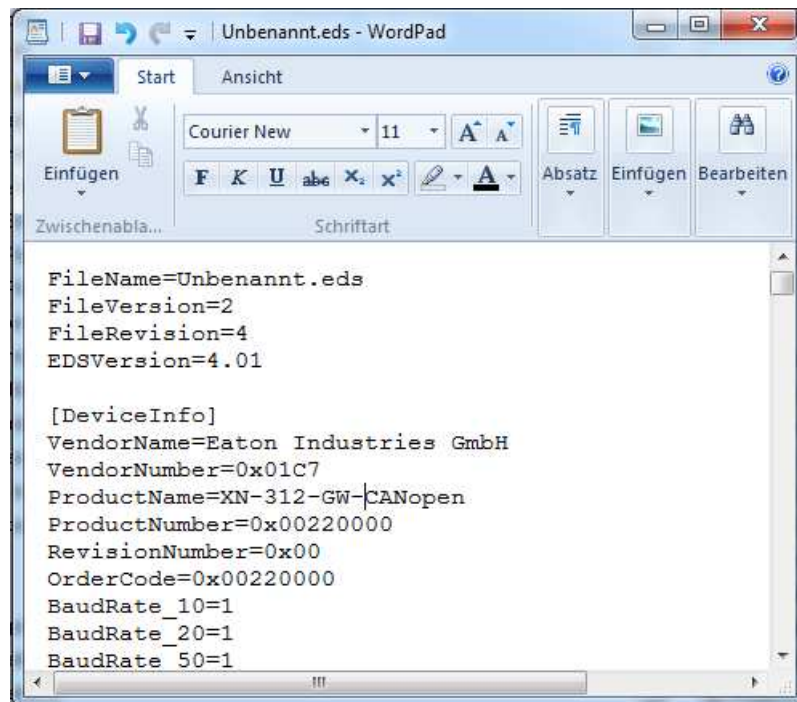 Unbenannt.eds - WordPad
Start Ansicht
Courier New 11 A A
Einfügen F K U abc X₂ X² A Absatz Einfügen Bearbeiten
Zwischenabla... Schriftart
FileName=Unbenannt.eds
FileVersion=2
FileRevision=4
EDSVersion=4.01
[DeviceInfo]
VendorName=Eaton Industries GmbH
VendorNumber=0x01C7
ProductName=XN-312-GW-CANopen
ProductNumber=0x00220000
RevisionNumber=0x00
OrderCode=0x00220000
BaudRate_10=1
BaudRate_20=1
BaudRate_50=1